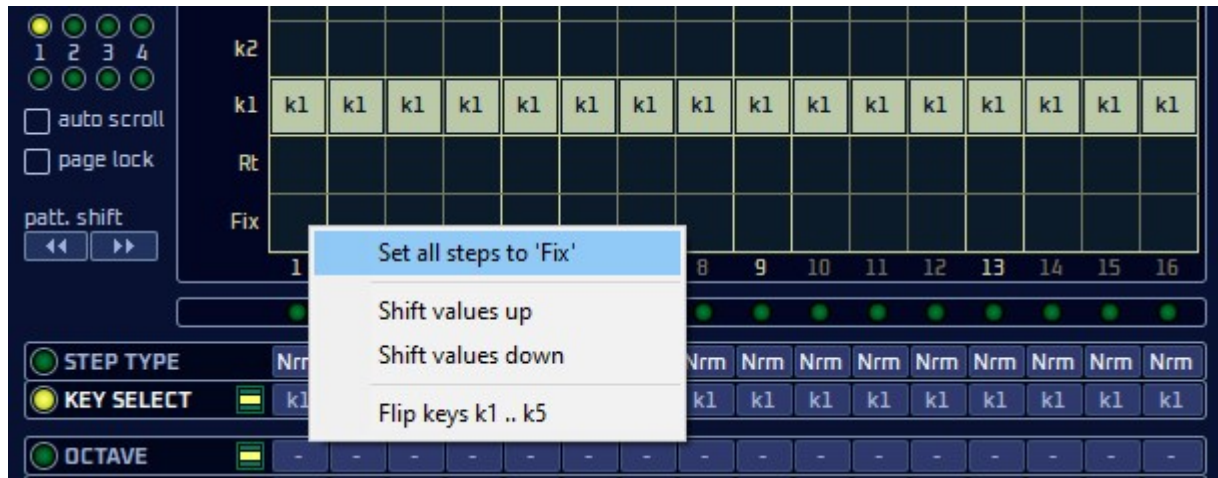 1 2 3 4
auto scroll
page lock
patt. shift
k2
k1 k1 k1 k1 k1 k1 k1 k1 k1 k1 k1 k1 k1 k1 k1 k1 k1
Rt
Fix
1 8 9 10 11 12 13 14 15 16
Set all steps to 'Fix'
Shift values up
Shift values down
Flip keys k1 .. k5
STEP TYPE Nrm Nrm Nrm Nrm Nrm Nrm Nrm Nrm Nrm
KEY SELECT k1 k1 k1 k1 k1 k1 k1 k1 k1 k1
OCTAVE - - - - - - - - - - - - - - - -